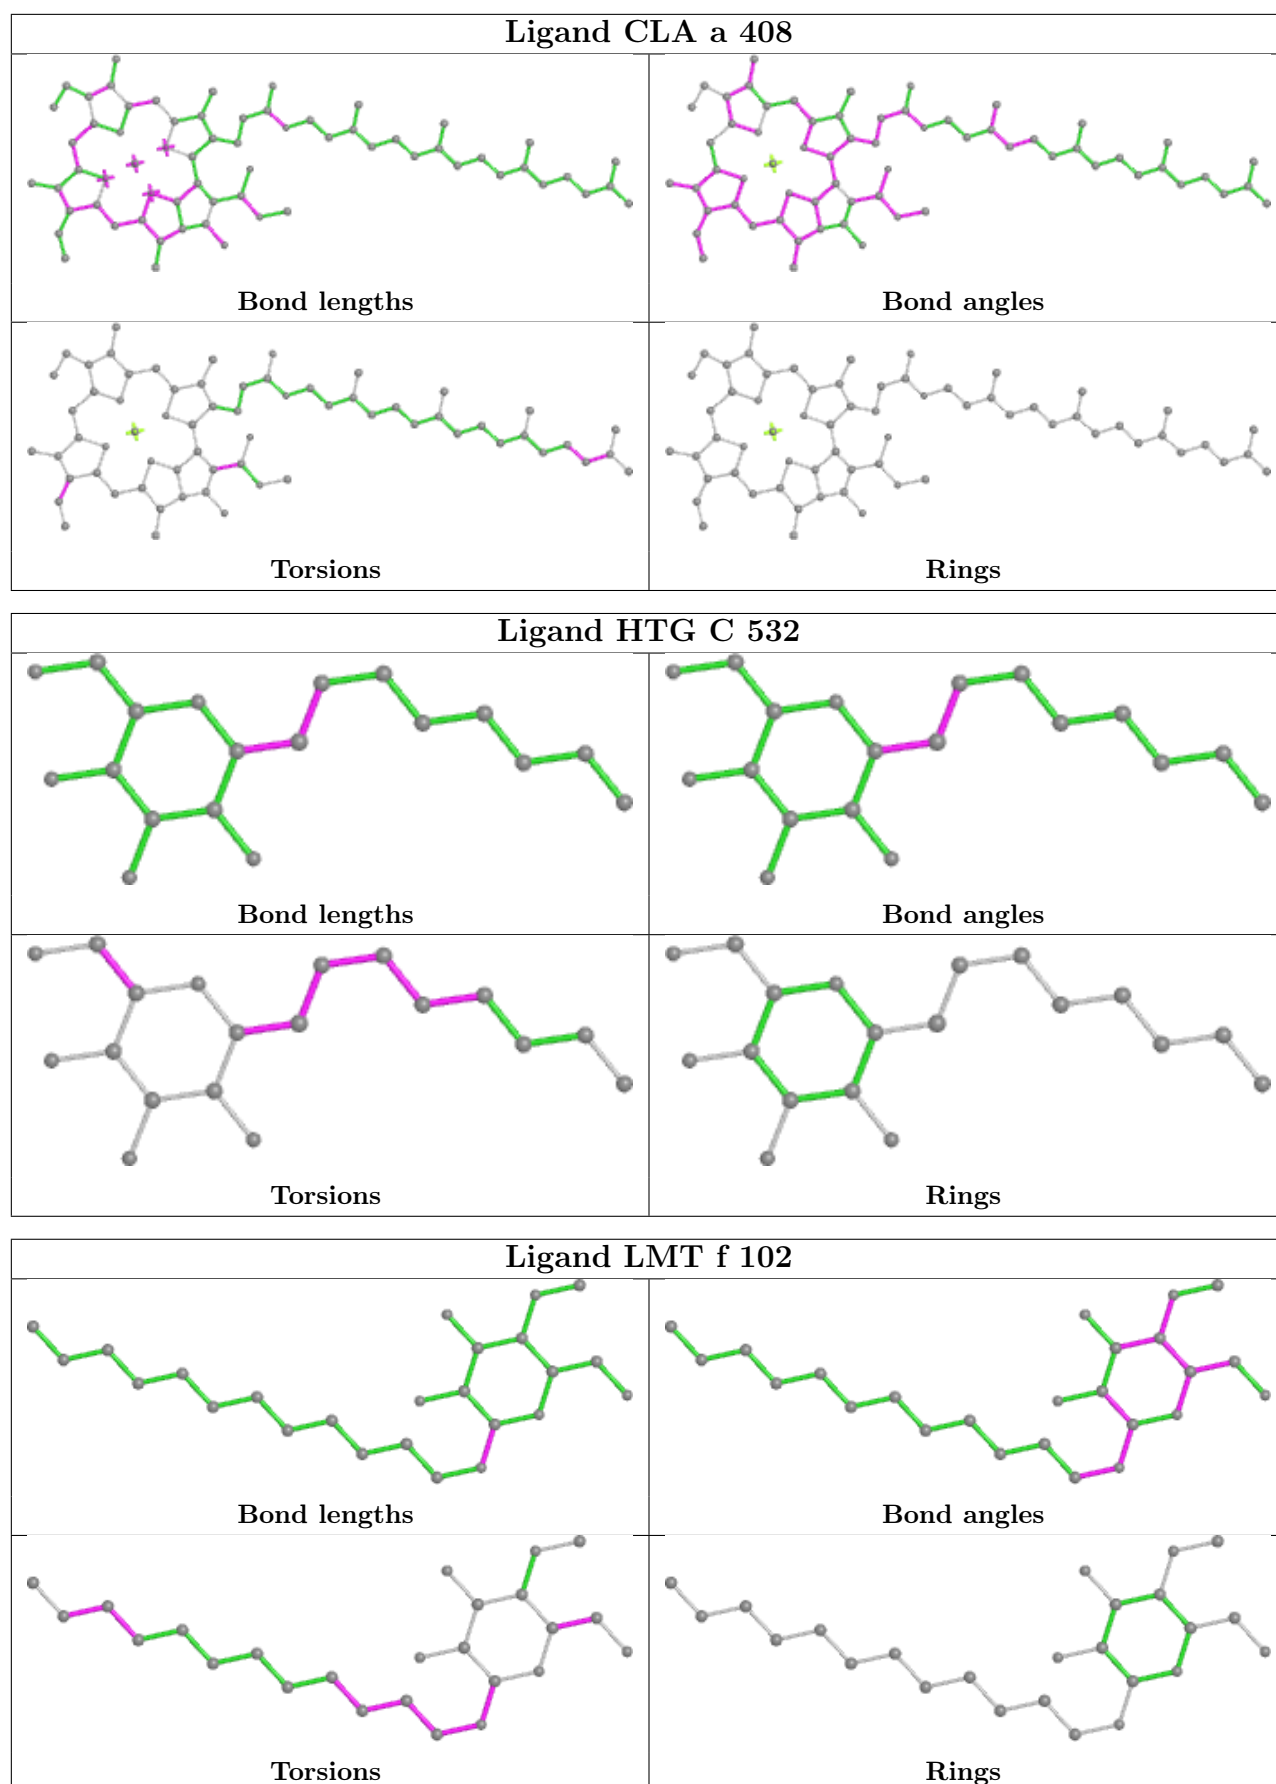 Ligand CLA a 408
Bond lengths
Bond angles
Torsions
Rings
Ligand HTG C 532
Bond lengths
Bond angles
Torsions
Rings
Ligand LMT f 102
Bond lengths
Bond angles
Torsions
Rings